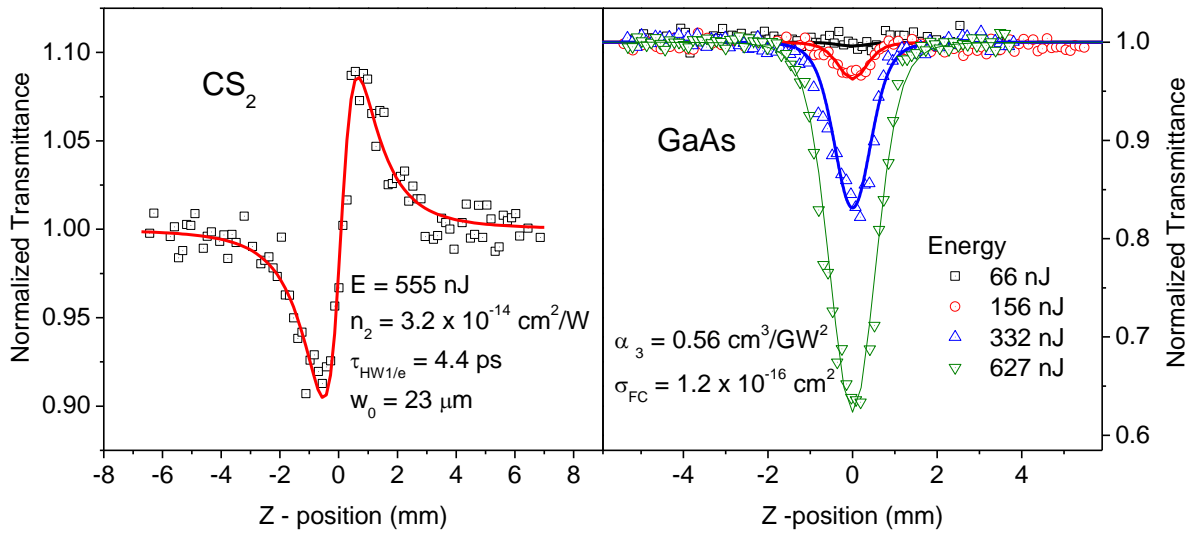 Normalized Transmittance
1.10
1.05
1.00
0.95
0.90
CS₂
E = 555 nJ
n₂ = 3.2 x 10⁻¹⁴ cm²/W
τ_HW1/e = 4.4 ps
w₀ = 23 μm
-8 -6 -4 -2 0 2 4 6 8
Z - position (mm)
GaAs
Energy
66 nJ
156 nJ
332 nJ
627 nJ
α₃ = 0.56 cm³/GW²
σ_FC = 1.2 x 10⁻¹⁶ cm²
-4 -2 0 2 4
Z -position (mm)
1.0
0.9
0.8
0.7
0.6
Normalized Transmittance